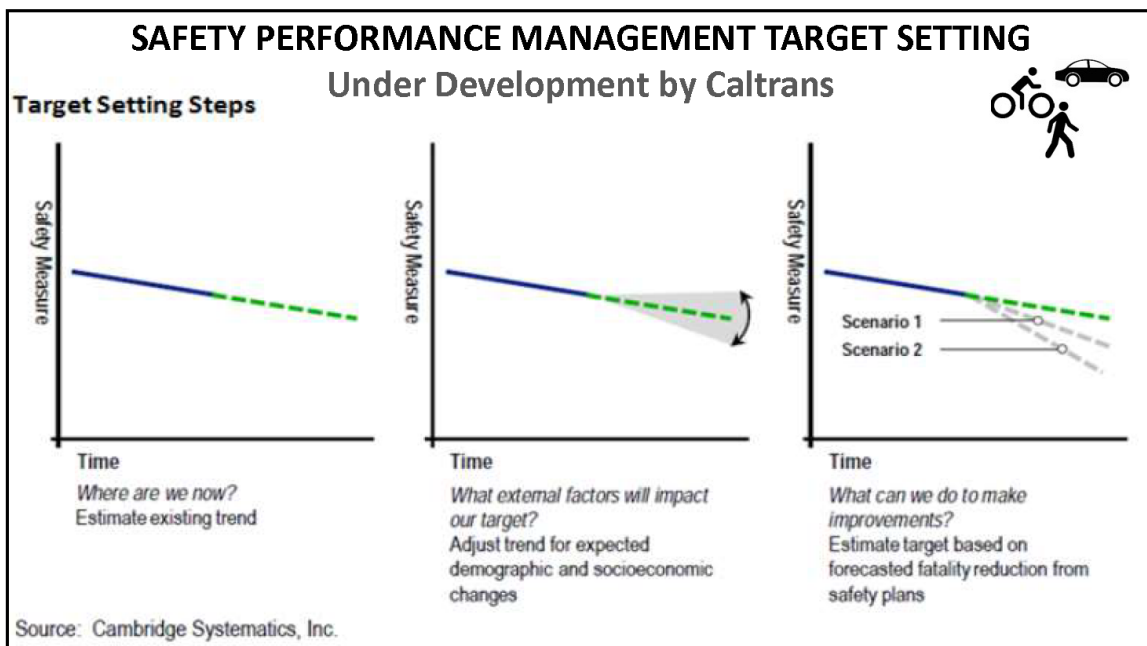 SAFETY PERFORMANCE MANAGEMENT TARGET SETTING
Under Development by Caltrans
Target Setting Steps
Safety Measure
Time
Where are we now?
Estimate existing trend
Safety Measure
Time
What external factors will impact
our target?
Adjust trend for expected
demographic and socioeconomic
changes
Safety Measure
Scenario 1
Scenario 2
Time
What can we do to make
improvements?
Estimate target based on
forecasted fatality reduction from
safety plans
Source: Cambridge Systematics, Inc.